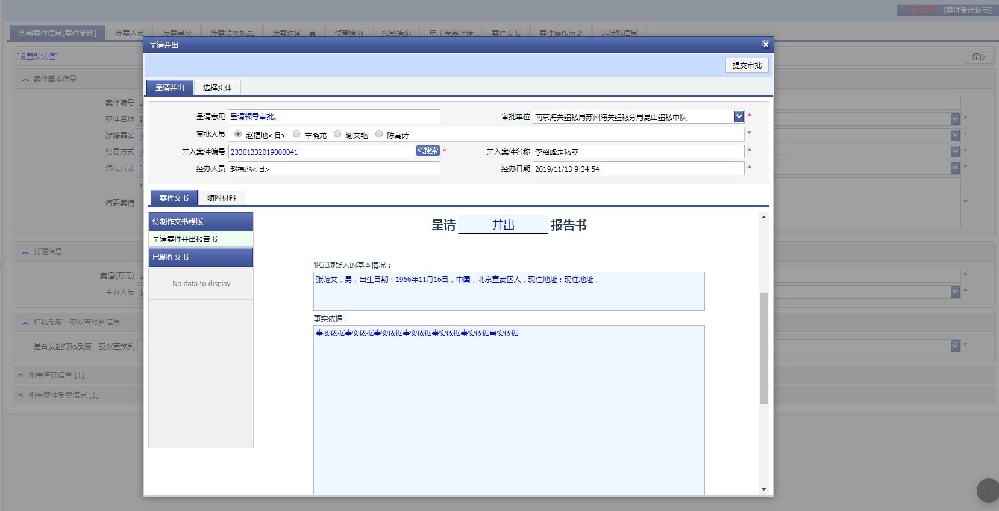 [案件受理环节]
刑事案件信息[案件受理] 涉案人员 涉案单位 涉案货物物品 涉案运输工具 侦查措施 强制措施 电子卷宗上传 案件文书 案件操作历史 非涉税信息
呈请并出
[设置默认值] 保存
提交审批
案件基本信息
呈请并出 选择实体
案件编号 2
案件名称
涉嫌罪名
贸易方式
违法方式
简要案情
呈请意见 呈请领导审批。 审批单位 南京海关缉私局苏州海关缉私分局昆山缉私中队 *
审批人员 赵福地<旧> 丰晓龙 谢文艳 陈寓诗 *
并入案件编号 23301332019000041 搜索 * 并入案件名称 李绍峰走私案 *
经办人员 赵福地<旧> 经办日期 2019/11/13 9:34:54 *
案件文书 随附材料
待制作文书模版
呈请案件并出报告书
已制作文书
No data to display
呈请 并出 报告书
犯罪嫌疑人的基本情况：
张范文，男，出生日期：1966年11月16日，中国，北京宣武区人，现住地址：现住地址，
事实依据：
事实依据事实依据事实依据事实依据事实依据事实依据事实依据
受理信息
案值(万元) 2
主办人员
打私反腐一案双查预判信息
是否发起打私反腐一案双查预判
刑事查获信息 [1]
刑事案件受案信息 [1]